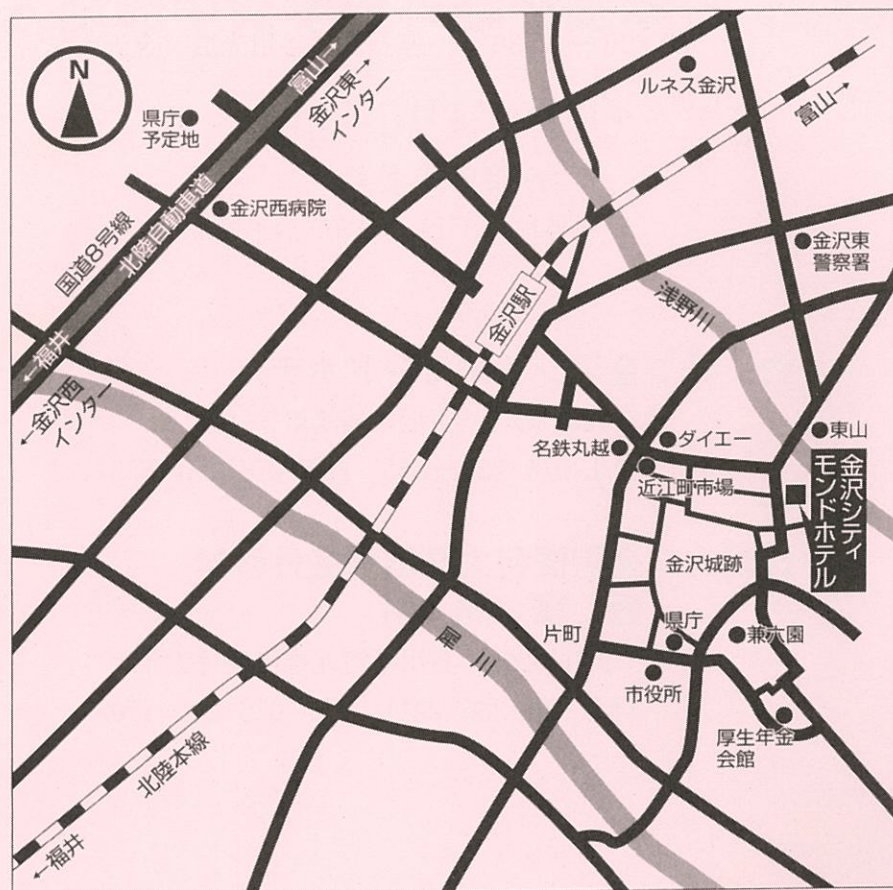 N
県庁
予定地
富山→
金沢東→
インター
ルネス金沢
富山→
金沢西病院
国道8号線
北陸自動車道
金沢東
警察署
浅野川
金沢駅
←福井
←金沢西
インター
名鉄丸越
ダイエー
東山
近江町市場
金沢シティ
モンドホテル
金沢城跡
片町
県庁
兼六園
犀川
市役所
厚生年金
会館
北陸本線
←福井